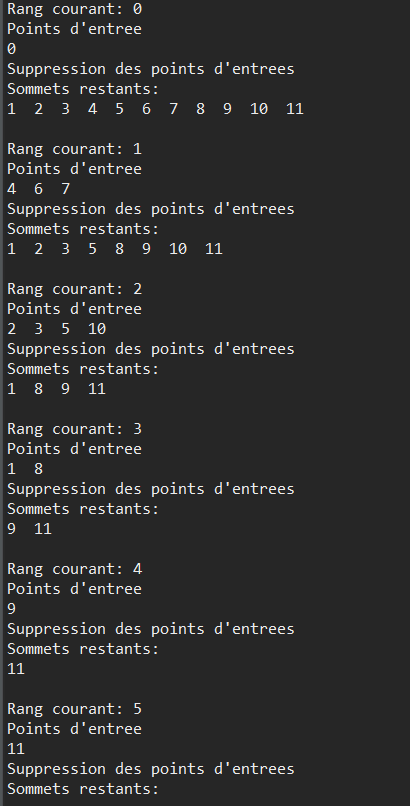 Rang courant: 0
Points d'entree
0
Suppression des points d'entrees
Sommets restants:
1  2  3  4  5  6  7  8  9  10  11

Rang courant: 1
Points d'entree
4  6  7
Suppression des points d'entrees
Sommets restants:
1  2  3  5  8  9  10  11

Rang courant: 2
Points d'entree
2  3  5  10
Suppression des points d'entrees
Sommets restants:
1  8  9  11

Rang courant: 3
Points d'entree
1  8
Suppression des points d'entrees
Sommets restants:
9  11

Rang courant: 4
Points d'entree
9
Suppression des points d'entrees
Sommets restants:
11

Rang courant: 5
Points d'entree
11
Suppression des points d'entrees
Sommets restants: